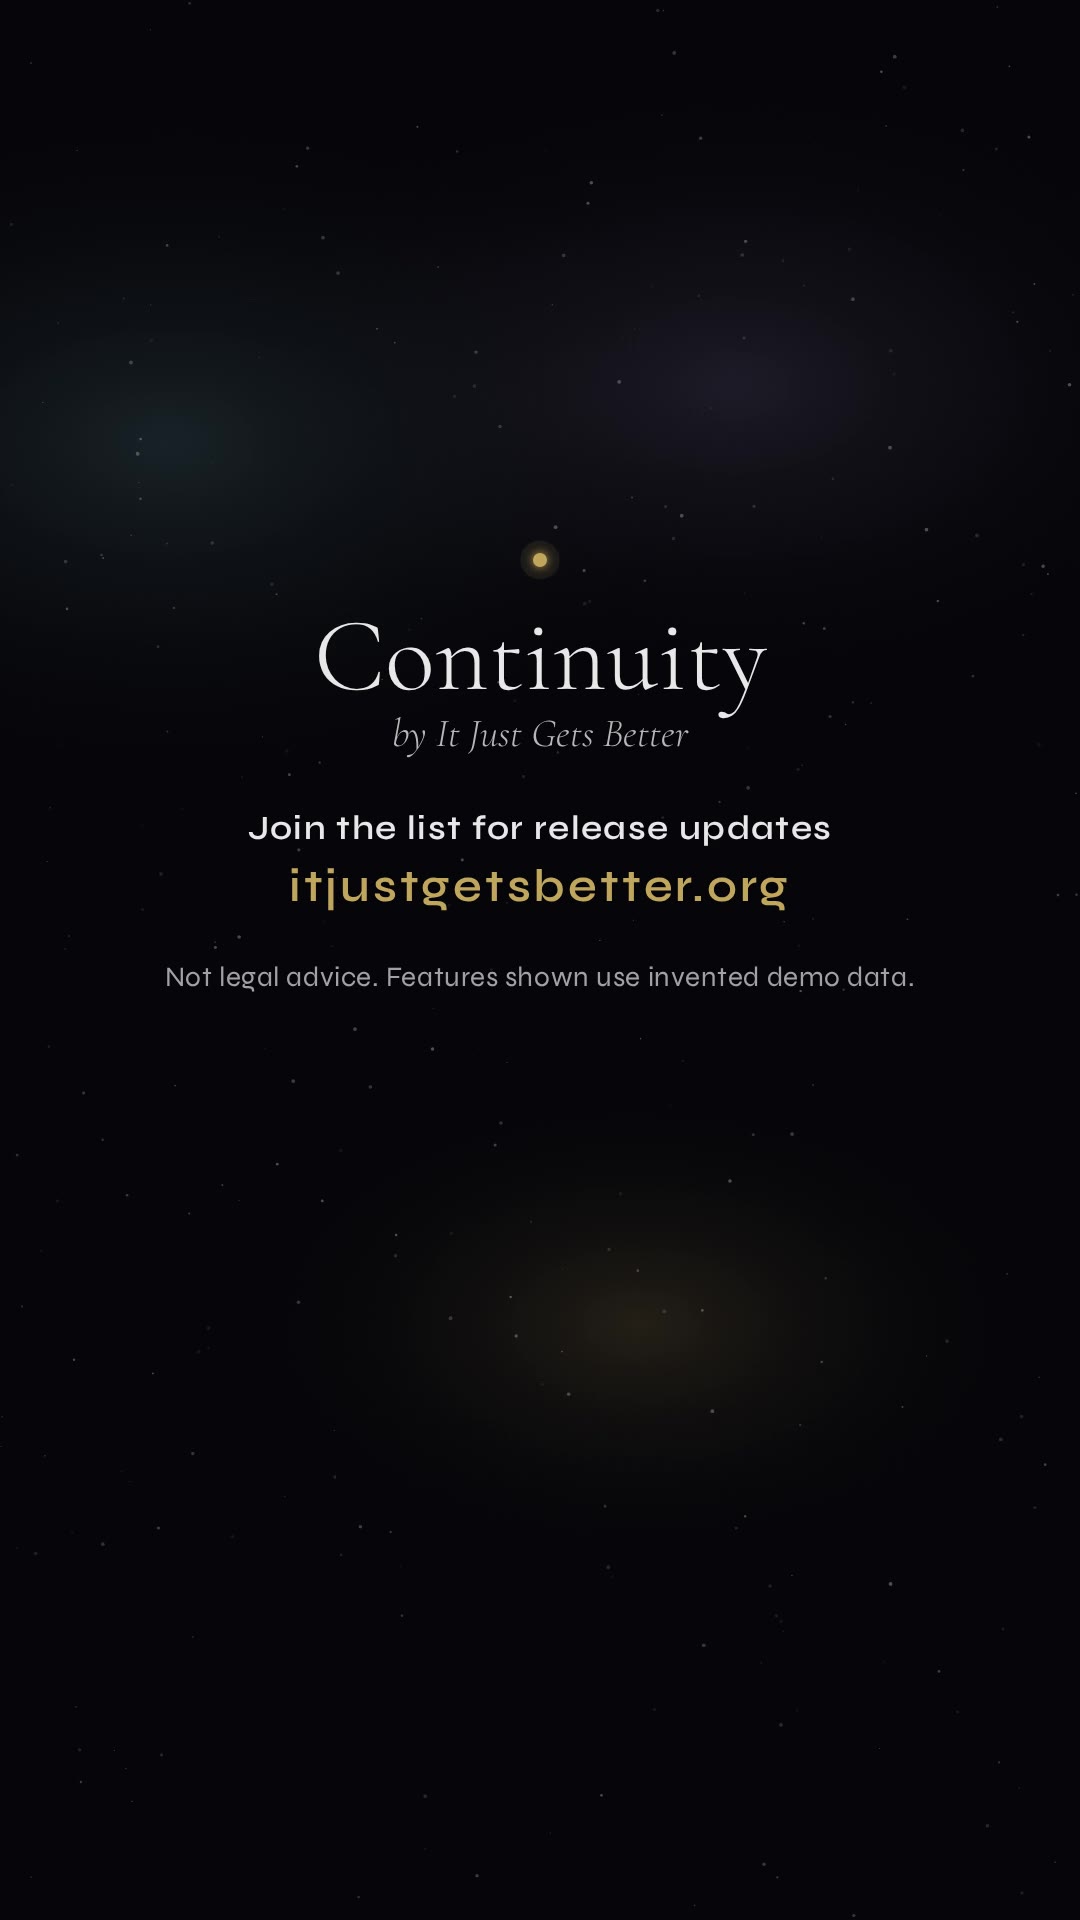 Continuity
by It Just Gets Better
Join the list for release updates
itjustgetsbetter.org
Not legal advice. Features shown use invented demo data.